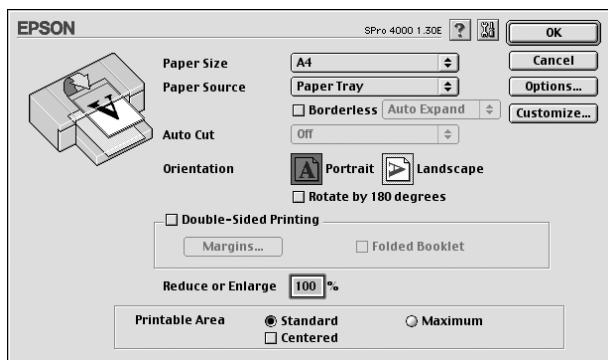 EPSON
SPro 4000 1.30E
OK
Paper Size A4
Cancel
Paper Source Paper Tray
Options...
Borderless Auto Expand
Customize...
Auto Cut Off
Orientation A Portrait A Landscape
Rotate by 180 degrees
Double-Sided Printing
Margins... Folded Booklet
Reduce or Enlarge 100 %
Printable Area Standard Maximum
Centered